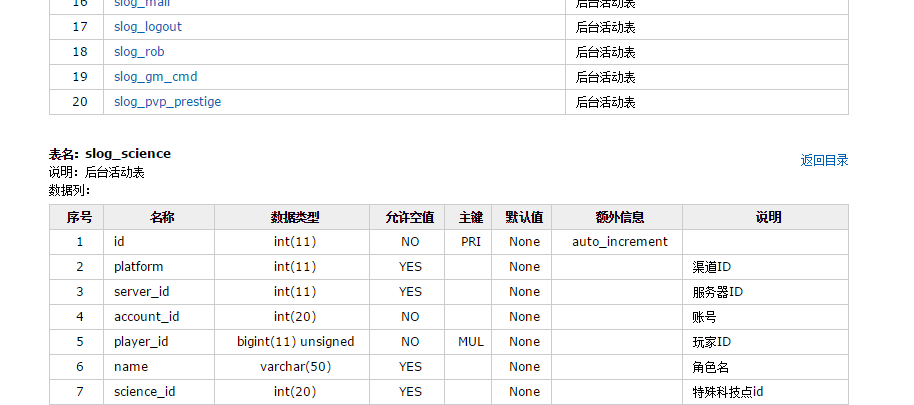 16 slog_mail 后台活动表
17 slog_logout 后台活动表
18 slog_rob 后台活动表
19 slog_gm_cmd 后台活动表
20 slog_pvp_prestige 后台活动表
表名：slog_science
返回目录
说明：后台活动表
数据列：
序号 名称 数据类型 允许空值 主键 默认值 额外信息 说明
1 id int(11) NO PRI None auto_increment
2 platform int(11) YES None 渠道ID
3 server_id int(11) YES None 服务器ID
4 account_id int(20) NO None 账号
5 player_id bigint(11) unsigned NO MUL None 玩家ID
6 name varchar(50) YES None 角色名
7 science_id int(20) YES None 特殊科技点id